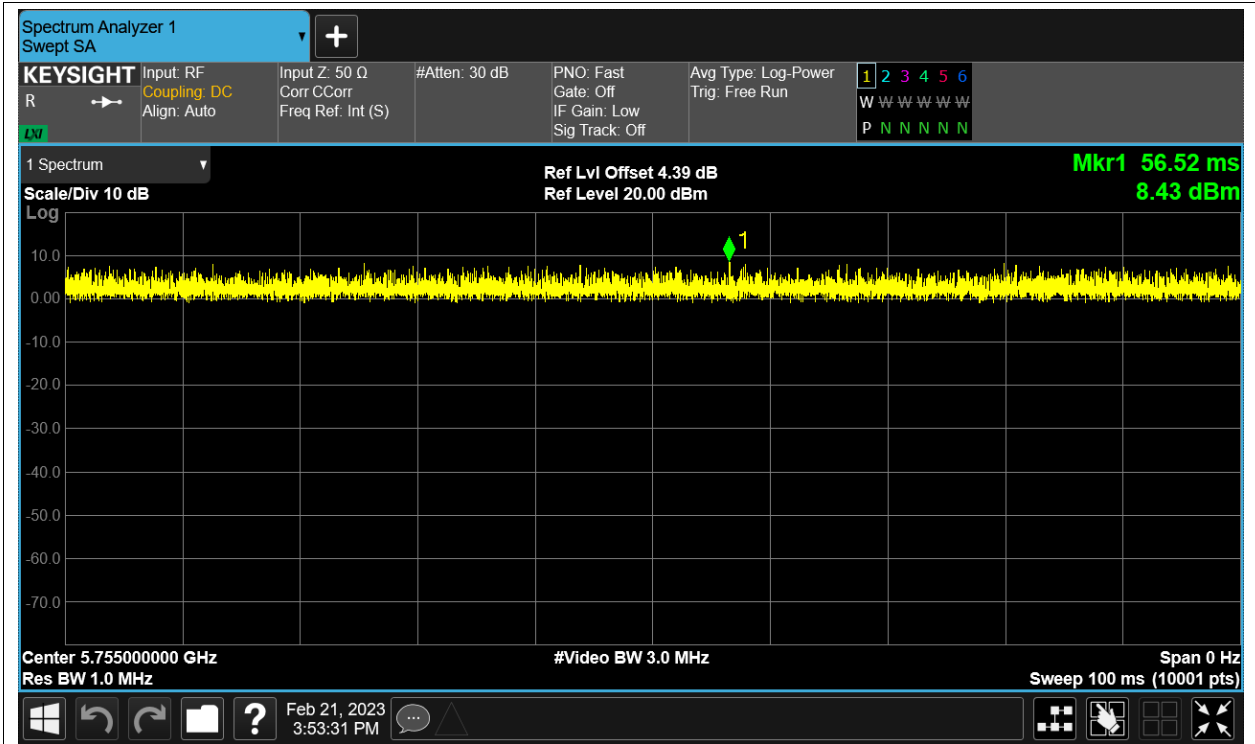 Spectrum Analyzer 1
Swept SA
KEYSIGHT
R
LXI
Input: RF
Coupling: DC
Align: Auto
Input Z: 50 Ω
Corr CCorr
Freq Ref: Int (S)
#Atten: 30 dB
PNO: Fast
Gate: Off
IF Gain: Low
Sig Track: Off
Avg Type: Log-Power
Trig: Free Run
1 2 3 4 5 6
W W W W W W
P N N N N N
1 Spectrum
Scale/Div 10 dB
Log
Ref Lvl Offset 4.39 dB
Ref Level 20.00 dBm
Mkr1 56.52 ms
8.43 dBm
1
10.0
0.00
-10.0
-20.0
-30.0
-40.0
-50.0
-60.0
-70.0
Center 5.755000000 GHz
#Video BW 3.0 MHz
Span 0 Hz
Res BW 1.0 MHz
Sweep 100 ms (10001 pts)
?
Feb 21, 2023
3:53:31 PM